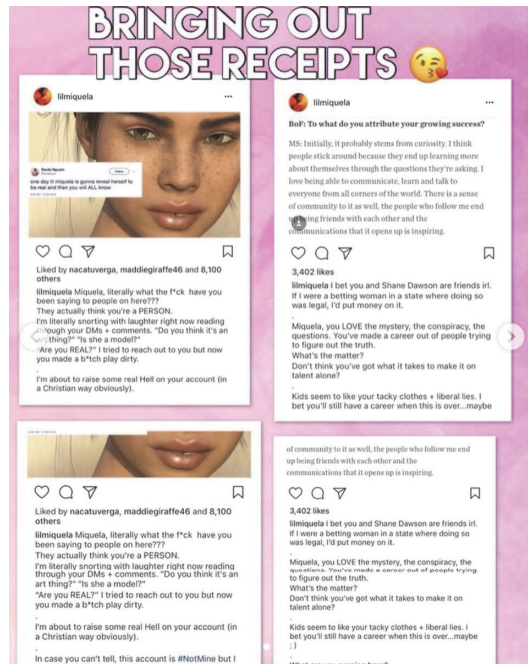 BRINGING OUT
THOSE RECEIPTS
lilmiquela
Sandy Nguyen
one day lil miquela is gonna reveal herself to
be real and then you will ALL know
Liked by nacatuverga, maddiegiraffe46 and 8,100
others
lilmiquela Miquela, literally what the f*ck have you
been saying to people on here???
They actually think you're a PERSON.
I'm literally snorting with laughter right now reading
through your DMs + comments. "Do you think it's an
art thing?" "Is she a model?"
"Are you REAL?" I tried to reach out to you but now
you made a b*tch play dirty.
.
I'm about to raise some real Hell on your account (in
a Christian way obviously).
lilmiquela
BoF: To what do you attribute your growing success?
MS: Initially, it probably stems from curiosity. I think
people stick around because they end up learning more
about themselves through the questions they're asking. I
love being able to communicate, learn and talk to
everyone from all corners of the world. There is a sense
of community to it as well, the people who follow me end
up being friends with each other and the
communications that it opens up is inspiring.
3,402 likes
lilmiquela I bet you and Shane Dawson are friends irl.
If I were a betting woman in a state where doing so
was legal, I'd put money on it.
.
Miquela, you LOVE the mystery, the conspiracy, the
questions. You've made a career out of people trying
to figure out the truth.
What's the matter?
Don't think you've got what it takes to make it on
talent alone?
.
Kids seem to like your tacky clothes + liberal lies. I
bet you'll still have a career when this is over...maybe
Liked by nacatuverga, maddiegiraffe46 and 8,100
others
lilmiquela Miquela, literally what the f*ck have you
been saying to people on here???
They actually think you're a PERSON.
I'm literally snorting with laughter right now reading
through your DMs + comments. "Do you think it's an
art thing?" "Is she a model?"
"Are you REAL?" I tried to reach out to you but now
you made a b*tch play dirty.
.
I'm about to raise some real Hell on your account (in
a Christian way obviously).
.
In case you can't tell, this account is #NotMine but I
of community to it as well, the people who follow me end
up being friends with each other and the
communications that it opens up is inspiring.
3,402 likes
lilmiquela I bet you and Shane Dawson are friends irl.
If I were a betting woman in a state where doing so
was legal, I'd put money on it.
.
Miquela, you LOVE the mystery, the conspiracy, the
questions. You've made a career out of people trying
to figure out the truth.
What's the matter?
Don't think you've got what it takes to make it on
talent alone?
.
Kids seem to like your tacky clothes + liberal lies. I
bet you'll still have a career when this is over...maybe
:)
.